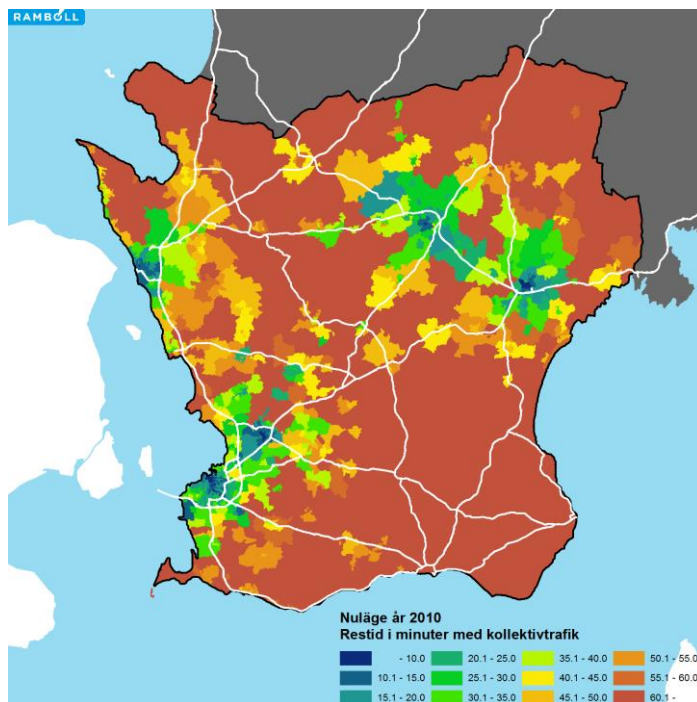 RAMBOLL
Nuläge år 2010
Restid i minuter med kollektivtrafik
- 10.0 20.1 - 25.0 35.1 - 40.0 50.1 - 55.0
10.1 - 15.0 25.1 - 30.0 40.1 - 45.0 55.1 - 60.0
15.1 - 20.0 30.1 - 35.0 45.1 - 50.0 60.1 -